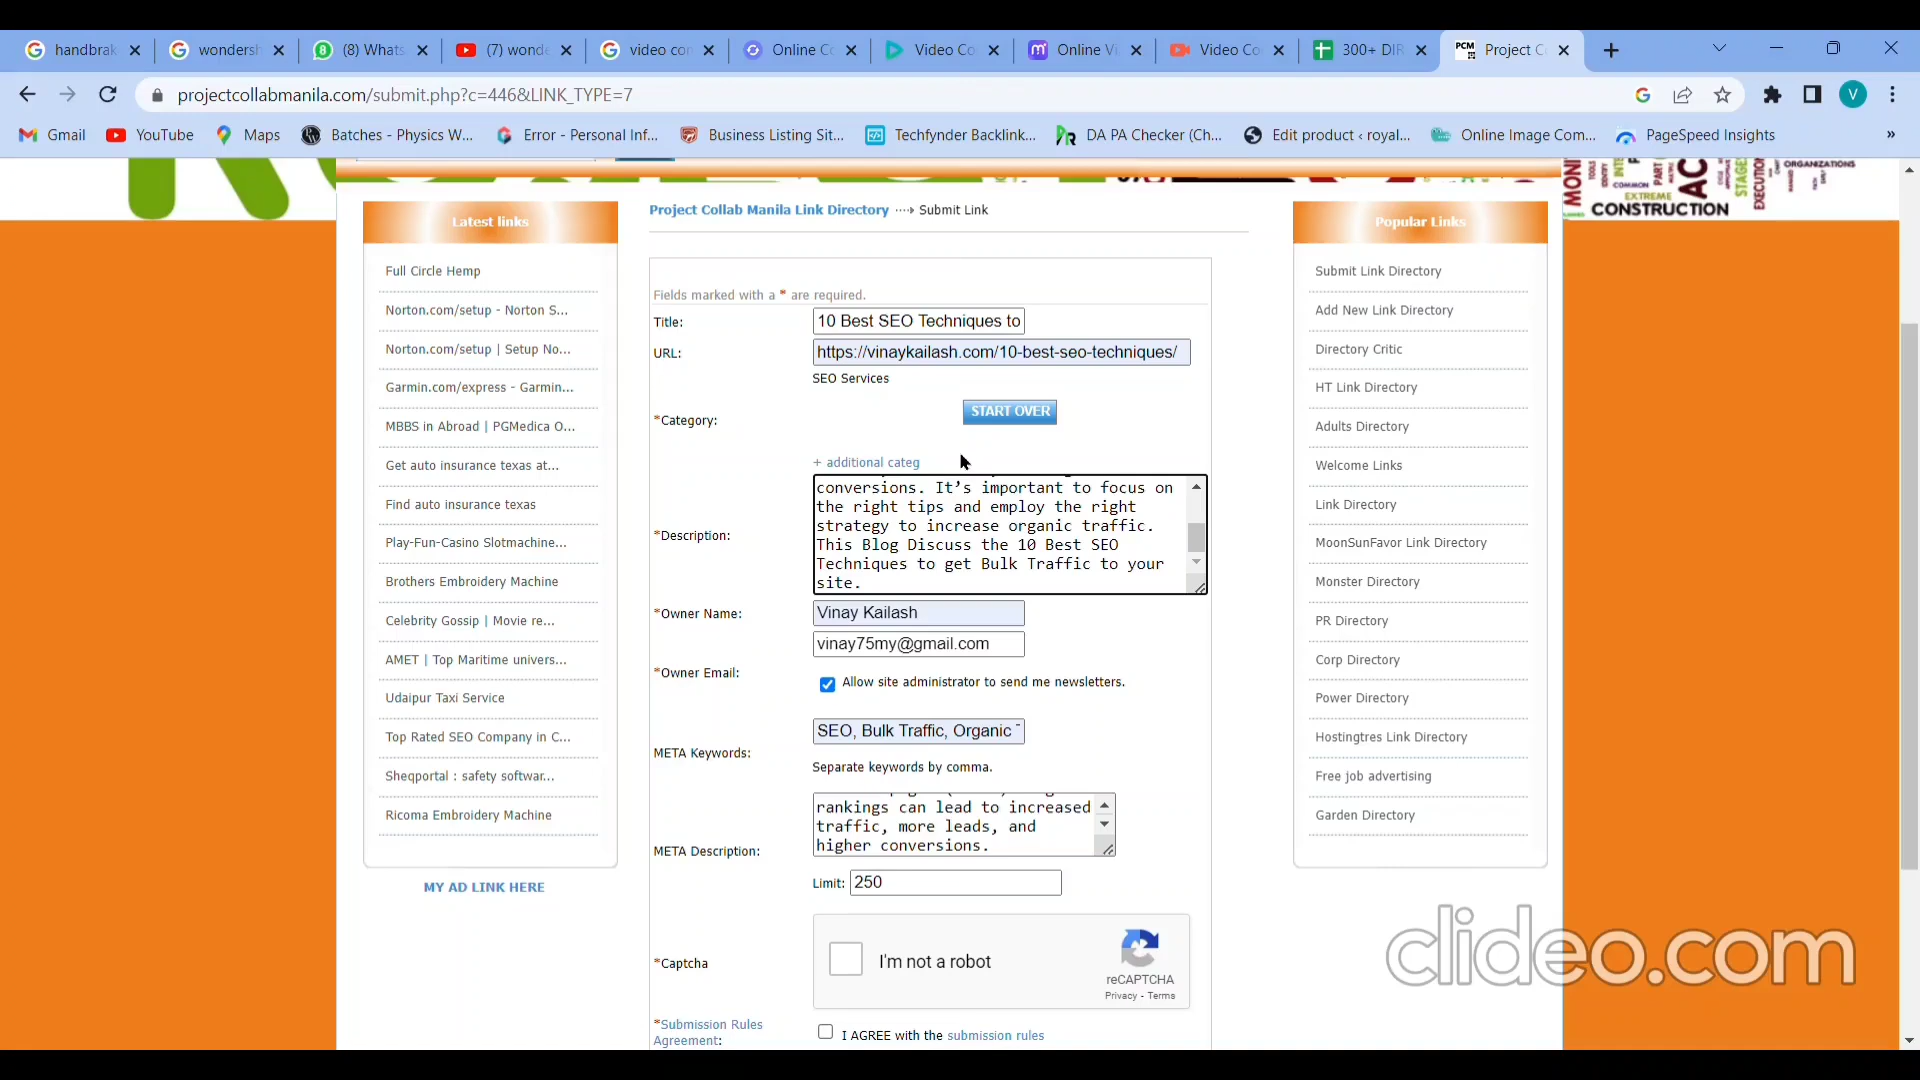 handbrak
wondersh
(8) Whats
(7) wond
video co
Online Co
Video Co
Online Vi
Video Co
300+ DIR
PCM
Project C
projectcollabmanila.com/submit.php?c=446&LINK_TYPE=7
V
Gmail
YouTube
Maps
Batches - Physics W...
Error - Personal Inf...
Business Listing Sit...
Techfynder Backlink...
DA PA Checker (Ch...
Edit product ‹ royal...
Online Image Com...
PageSpeed Insights
»
CONSTRUCTION
ORGANIZATIONS
EXECUTION
COMMON
EXTREME
Latest links
Full Circle Hemp
Norton.com/setup - Norton S...
Norton.com/setup | Setup No...
Garmin.com/express - Garmin...
MBBS in Abroad | PGMedica O...
Get auto insurance texas at...
Find auto insurance texas
Play-Fun-Casino Slotmachine...
Brothers Embroidery Machine
Celebrity Gossip | Movie re...
AMET | Top Maritime univers...
Udaipur Taxi Service
Top Rated SEO Company in C...
Sheqportal : safety softwar...
Ricoma Embroidery Machine
MY AD LINK HERE
Project Collab Manila Link Directory ····› Submit Link
Fields marked with a * are required.
Title: 10 Best SEO Techniques to
URL: https://vinaykailash.com/10-best-seo-techniques/
SEO Services
START OVER
*Category:
+ additional categ
conversions. It’s important to focus on
the right tips and employ the right
strategy to increase organic traffic.
This Blog Discuss the 10 Best SEO
Techniques to get Bulk Traffic to your
site.
*Description:
*Owner Name: Vinay Kailash
vinay75my@gmail.com
*Owner Email:
Allow site administrator to send me newsletters.
SEO, Bulk Traffic, Organic
META Keywords:
Separate keywords by comma.
rankings can lead to increased
traffic, more leads, and
higher conversions.
META Description:
Limit: 250
*Captcha
I'm not a robot
reCAPTCHA
Privacy - Terms
*Submission Rules
Agreement:
I AGREE with the submission rules
Popular Links
Submit Link Directory
Add New Link Directory
Directory Critic
HT Link Directory
Adults Directory
Welcome Links
Link Directory
MoonSunFavor Link Directory
Monster Directory
PR Directory
Corp Directory
Power Directory
Hostingtres Link Directory
Free job advertising
Garden Directory
clideo.com